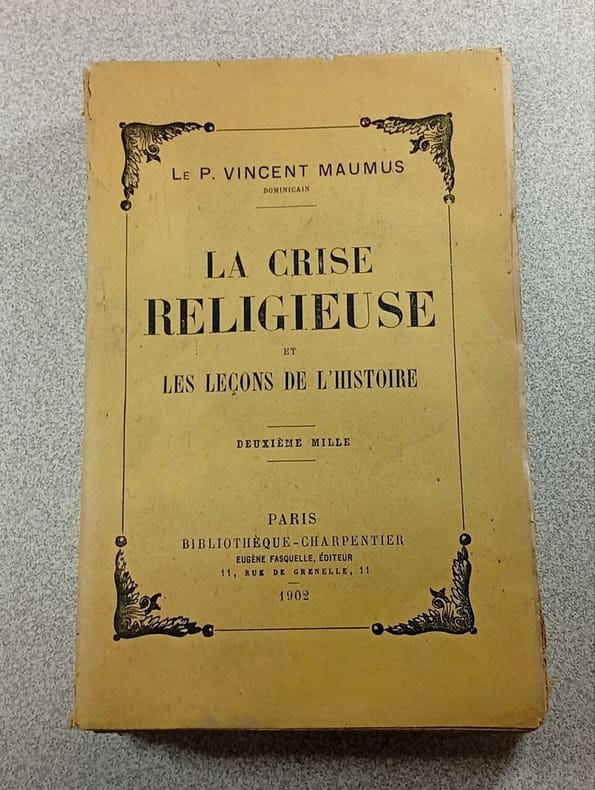 Le P. VINCENT MAUMUS
DOMINICAIN
LA CRISE
RELIGIEUSE
ET
LES LEÇONS DE L'HISTOIRE
DEUXIÈME MILLE
PARIS
BIBLIOTHÈQUE-CHARPENTIER
EUGÈNE FASQUELLE, ÉDITEUR
11, RUE DE GRENELLE, 11
1902